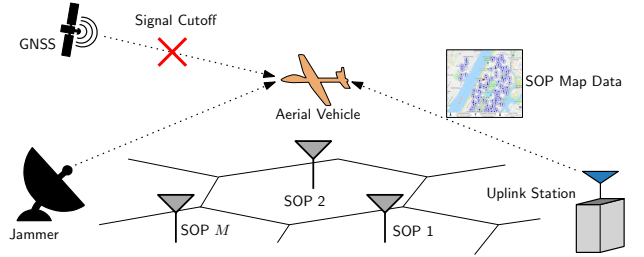 Signal Cutoff
GNSS
SOP Map Data
Aerial Vehicle
SOP 2
Uplink Station
SOP M
SOP 1
Jammer